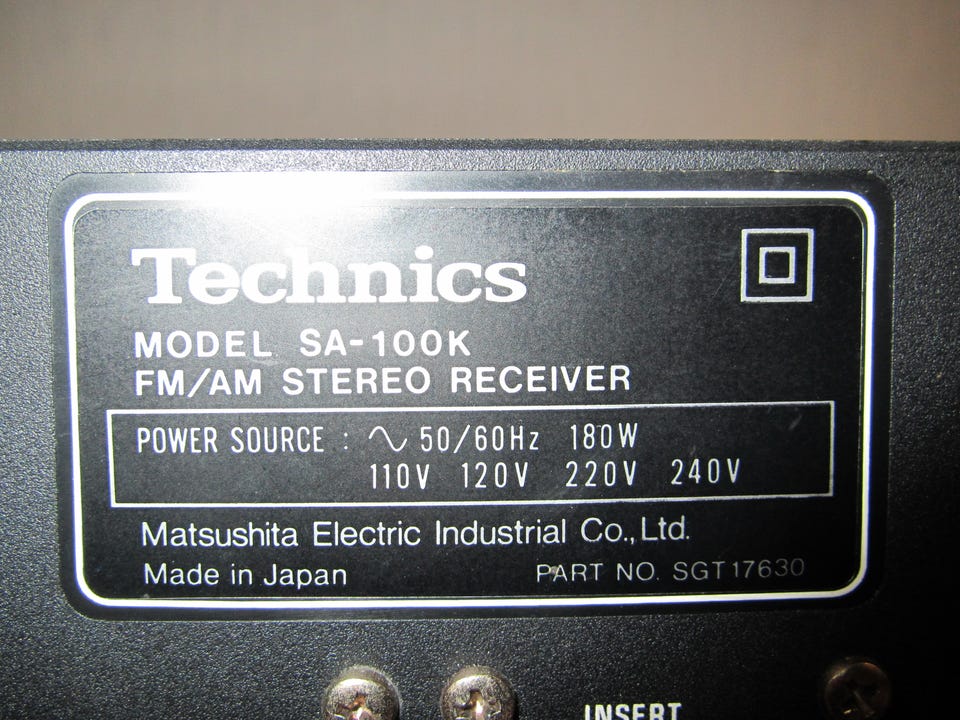 Technics
MODEL SA-100K
FM/AM STEREO RECEIVER
POWER SOURCE : ∿ 50/60Hz 180W
110V 120V 220V 240V
Matsushita Electric Industrial Co.,Ltd.
Made in Japan PART NO. SGT17630
INSERT